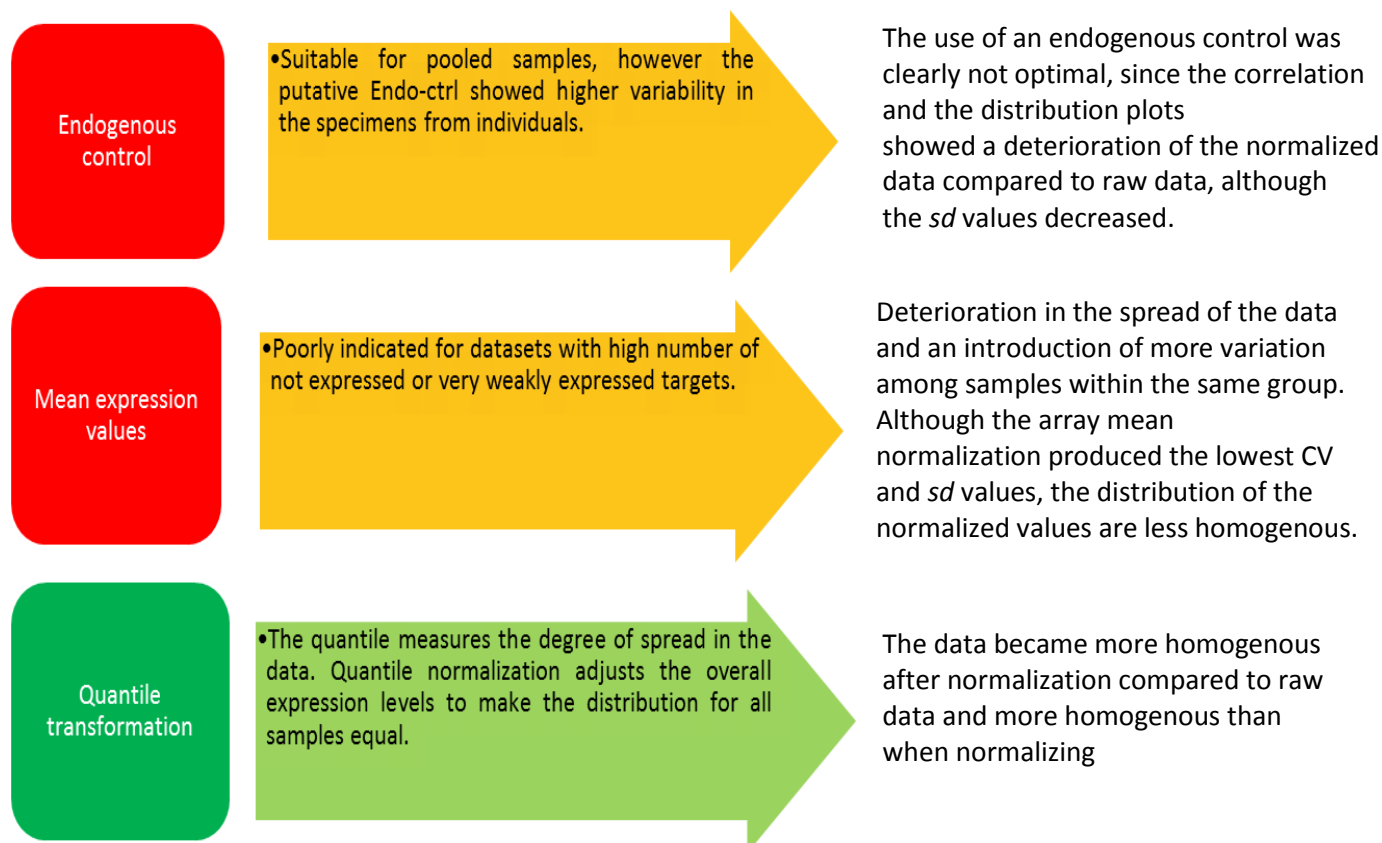 Endogenous
control
•Suitable for pooled samples, however the
putative Endo-ctrl showed higher variability in
the specimens from individuals.
The use of an endogenous control was
clearly not optimal, since the correlation
and the distribution plots
showed a deterioration of the normalized
data compared to raw data, although
the sd values decreased.
Mean expression
values
•Poorly indicated for datasets with high number of
not expressed or very weakly expressed targets.
Deterioration in the spread of the data
and an introduction of more variation
among samples within the same group.
Although the array mean
normalization produced the lowest CV
and sd values, the distribution of the
normalized values are less homogenous.
Quantile
transformation
•The quantile measures the degree of spread in the
data. Quantile normalization adjusts the overall
expression levels to make the distribution for all
samples equal.
The data became more homogenous
after normalization compared to raw
data and more homogenous than
when normalizing